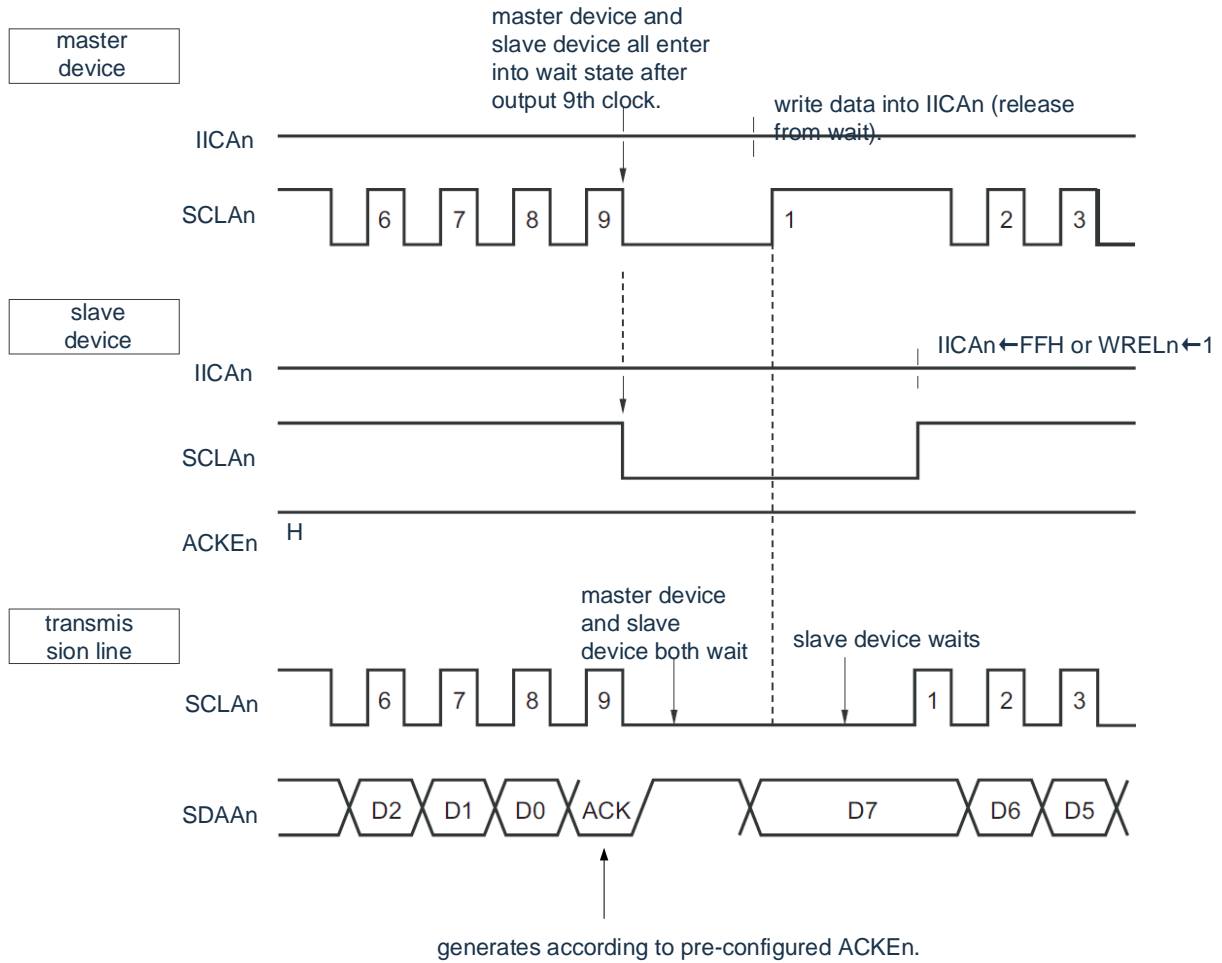 master
device
master device and
slave device all enter
into wait state after
output 9th clock.
write data into IICAn (release
from wait).
IICAn
SCLAn
6 7 8 9 1 2 3
slave
device
IICAn←FFH or WRELn←1
IICAn
SCLAn
ACKEn
H
transmis
sion line
master device
and slave
device both wait
slave device waits
SCLAn
6 7 8 9 1 2 3
SDAAn
D2 D1 D0 ACK D7 D6 D5
generates according to pre-configured ACKEn.